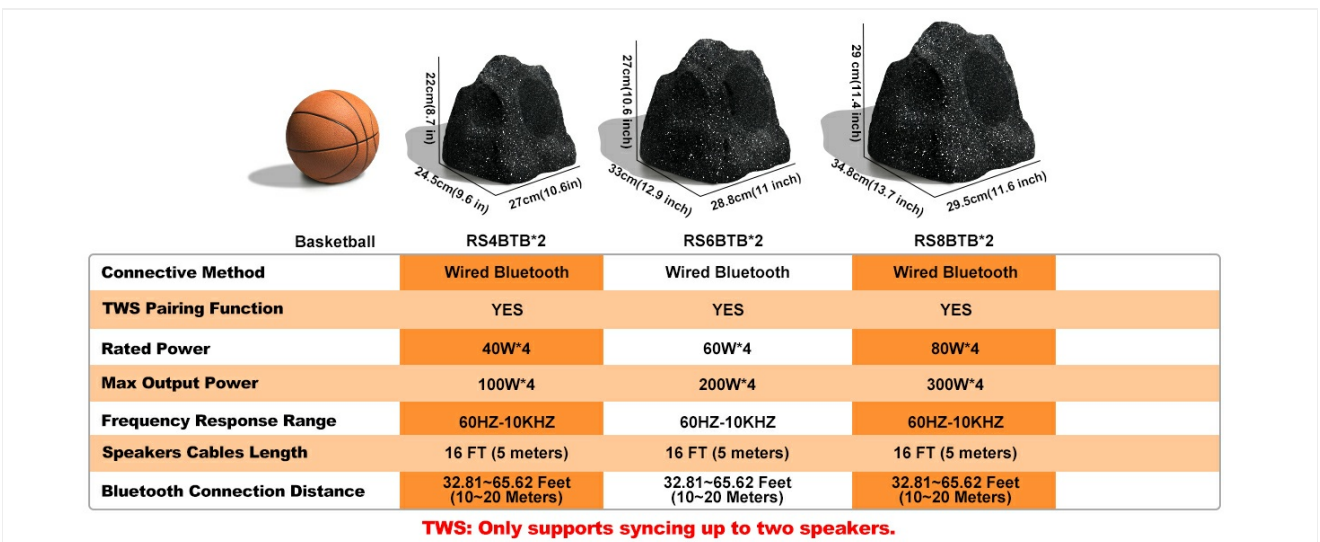 22cm(8.7 in)
24.5cm(9.6 in)
27cm(10.6in)
27cm(10.6 inch)
33cm(12.9 inch)
28.8cm(11 inch)
29 cm(11.4 inch)
34.8cm(13.7 inch)
29.5cm(11.6 inch)
Basketball RS4BTB*2 RS6BTB*2 RS8BTB*2
Connective Method Wired Bluetooth Wired Bluetooth Wired Bluetooth
TWS Pairing Function YES YES YES
Rated Power 40W*4 60W*4 80W*4
Max Output Power 100W*4 200W*4 300W*4
Frequency Response Range 60HZ-10KHZ 60HZ-10KHZ 60HZ-10KHZ
Speakers Cables Length 16 FT (5 meters) 16 FT (5 meters) 16 FT (5 meters)
Bluetooth Connection Distance 32.81~65.62 Feet 32.81~65.62 Feet 32.81~65.62 Feet
(10~20 Meters) (10~20 Meters) (10~20 Meters)
TWS: Only supports syncing up to two speakers.